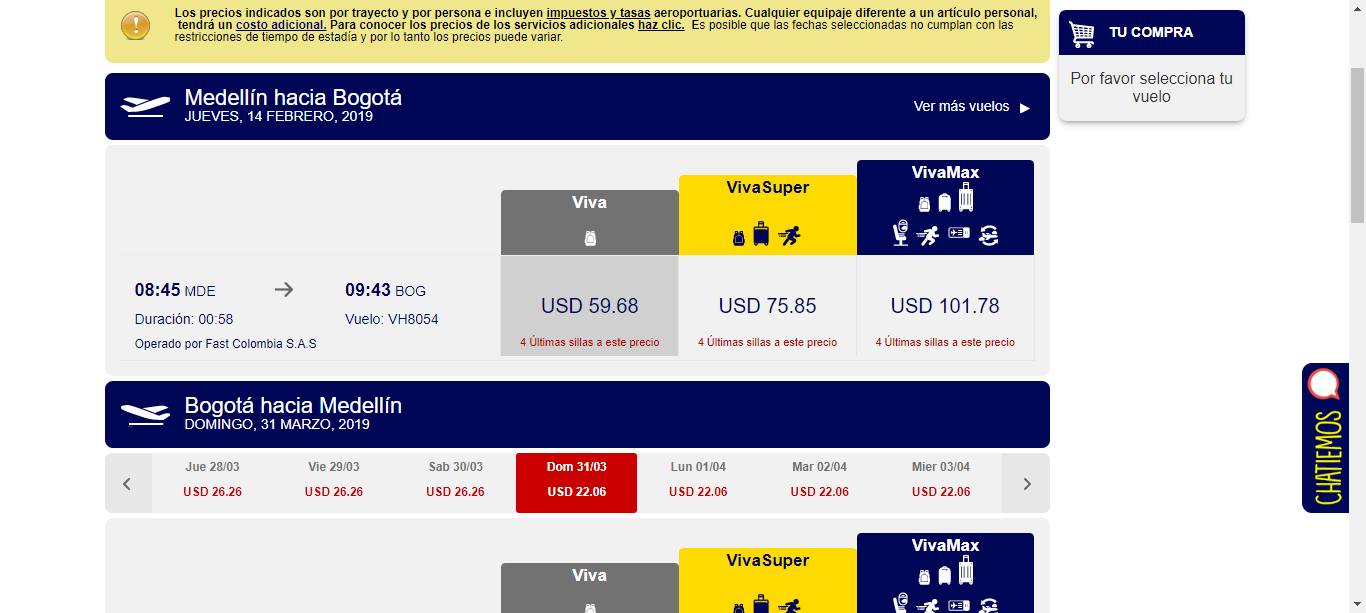 Los precios indicados son por trayecto y por persona e incluyen impuestos y tasas aeroportuarias. Cualquier equipaje diferente a un artículo personal,
tendrá un costo adicional. Para conocer los precios de los servicios adicionales haz clic. Es posible que las fechas seleccionadas no cumplan con las
restricciones de tiempo de estadía y por lo tanto los precios puede variar.
TU COMPRA
Por favor selecciona tu
vuelo
Medellín hacia Bogotá
JUEVES, 14 FEBRERO, 2019
Ver más vuelos
Viva
VivaSuper
VivaMax
08:45 MDE
09:43 BOG
Duración: 00:58
Vuelo: VH8054
Operado por Fast Colombia S.A.S
USD 59.68
USD 75.85
USD 101.78
4 Últimas sillas a este precio
4 Últimas sillas a este precio
4 Últimas sillas a este precio
Bogotá hacia Medellín
DOMINGO, 31 MARZO, 2019
Jue 28/03
Vie 29/03
Sab 30/03
Dom 31/03
Lun 01/04
Mar 02/04
Mier 03/04
USD 26.26
USD 26.26
USD 26.26
USD 22.06
USD 22.06
USD 22.06
USD 22.06
Viva
VivaSuper
VivaMax
CHATIEMOS